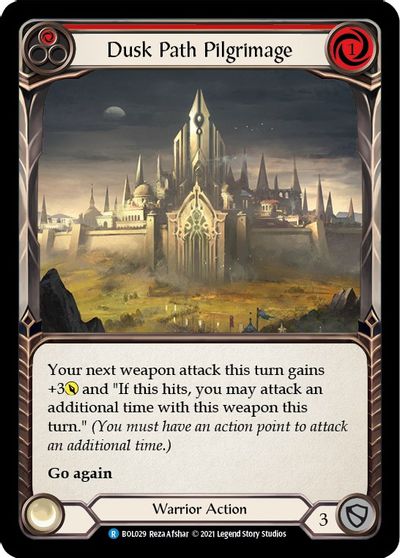 Dusk Path Pilgrimage
1
Your next weapon attack this turn gains
+3 and "If this hits, you may attack an
additional time with this weapon this
turn." (You must have an action point to attack
an additional time.)
Go again
Warrior Action
3
R BOL029 Reza Afshar © 2021 Legend Story Studios